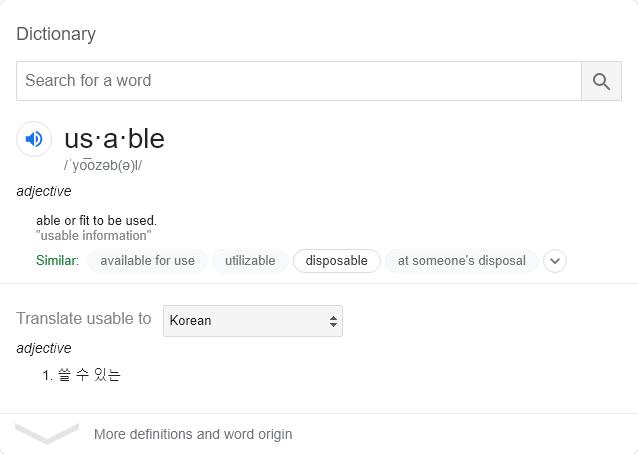 Dictionary
Search for a word
us·a·ble
/ˈyo͞ozəb(ə)l/
adjective
able or fit to be used.
"usable information"
Similar: available for use utilizable disposable at someone's disposal
Translate usable to Korean
adjective
1. 쓸 수 있는
More definitions and word origin